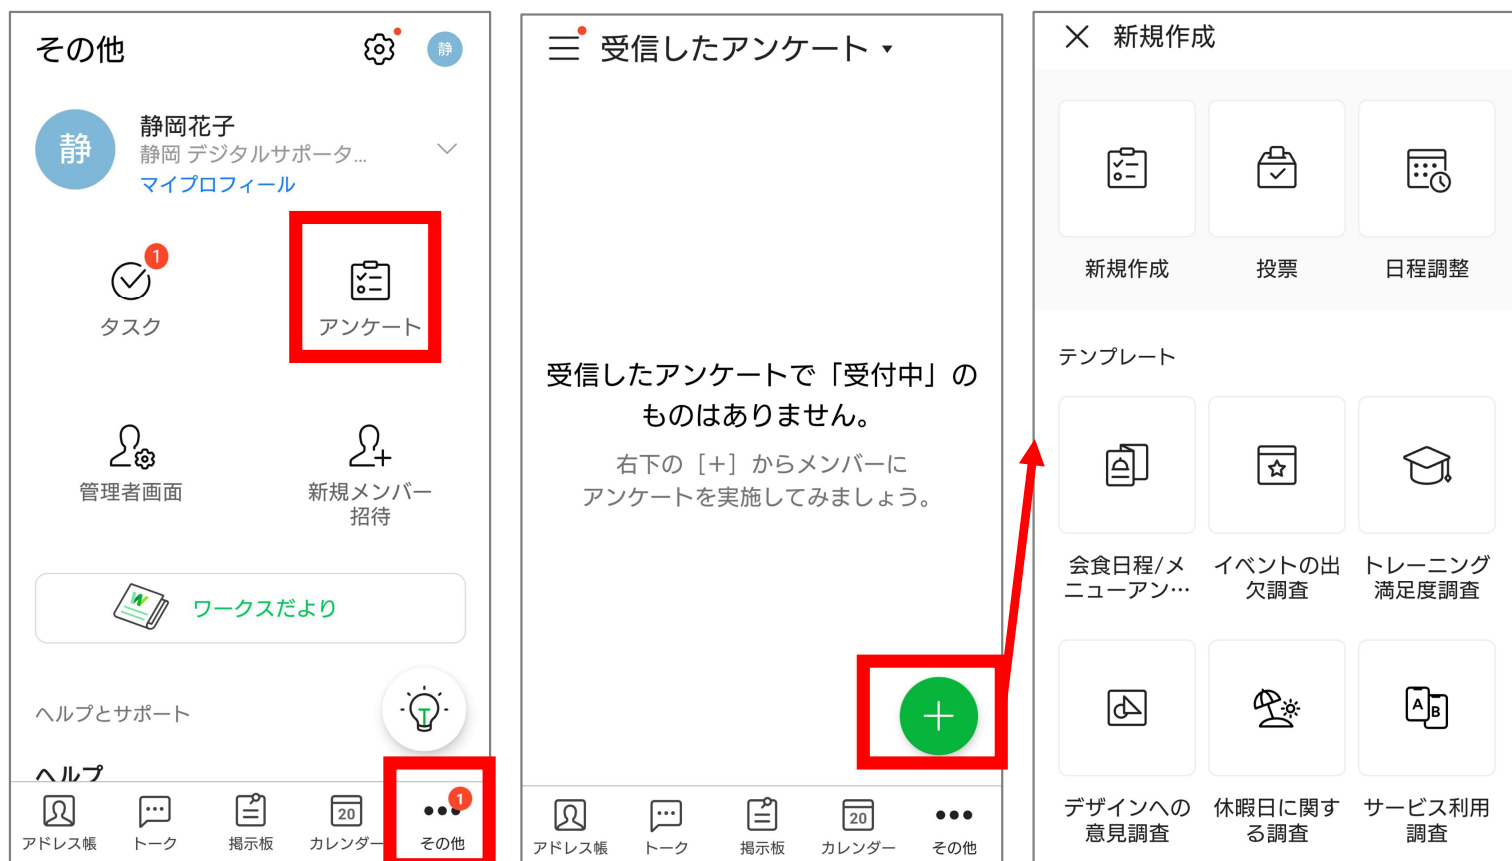 その他
静
静
静岡花子
静岡 デジタルサポータ...
マイプロフィール
1
タスク
アンケート
管理者画面
新規メンバー
招待
W
ワークスだより
ヘルプとサポート
ヘルプ
アドレス帳
トーク
掲示板
20
カレンダー
1
その他
受信したアンケート
受信したアンケートで「受付中」の
ものはありません。
右下の［+］からメンバーに
アンケートを実施してみましょう。
アドレス帳
トーク
掲示板
20
カレンダー
その他
新規作成
新規作成
投票
日程調整
テンプレート
会食日程/メ
ニューアン…
イベントの出
欠調査
トレーニング
満足度調査
A B
デザインへの
意見調査
休暇日に関す
る調査
サービス利用
調査